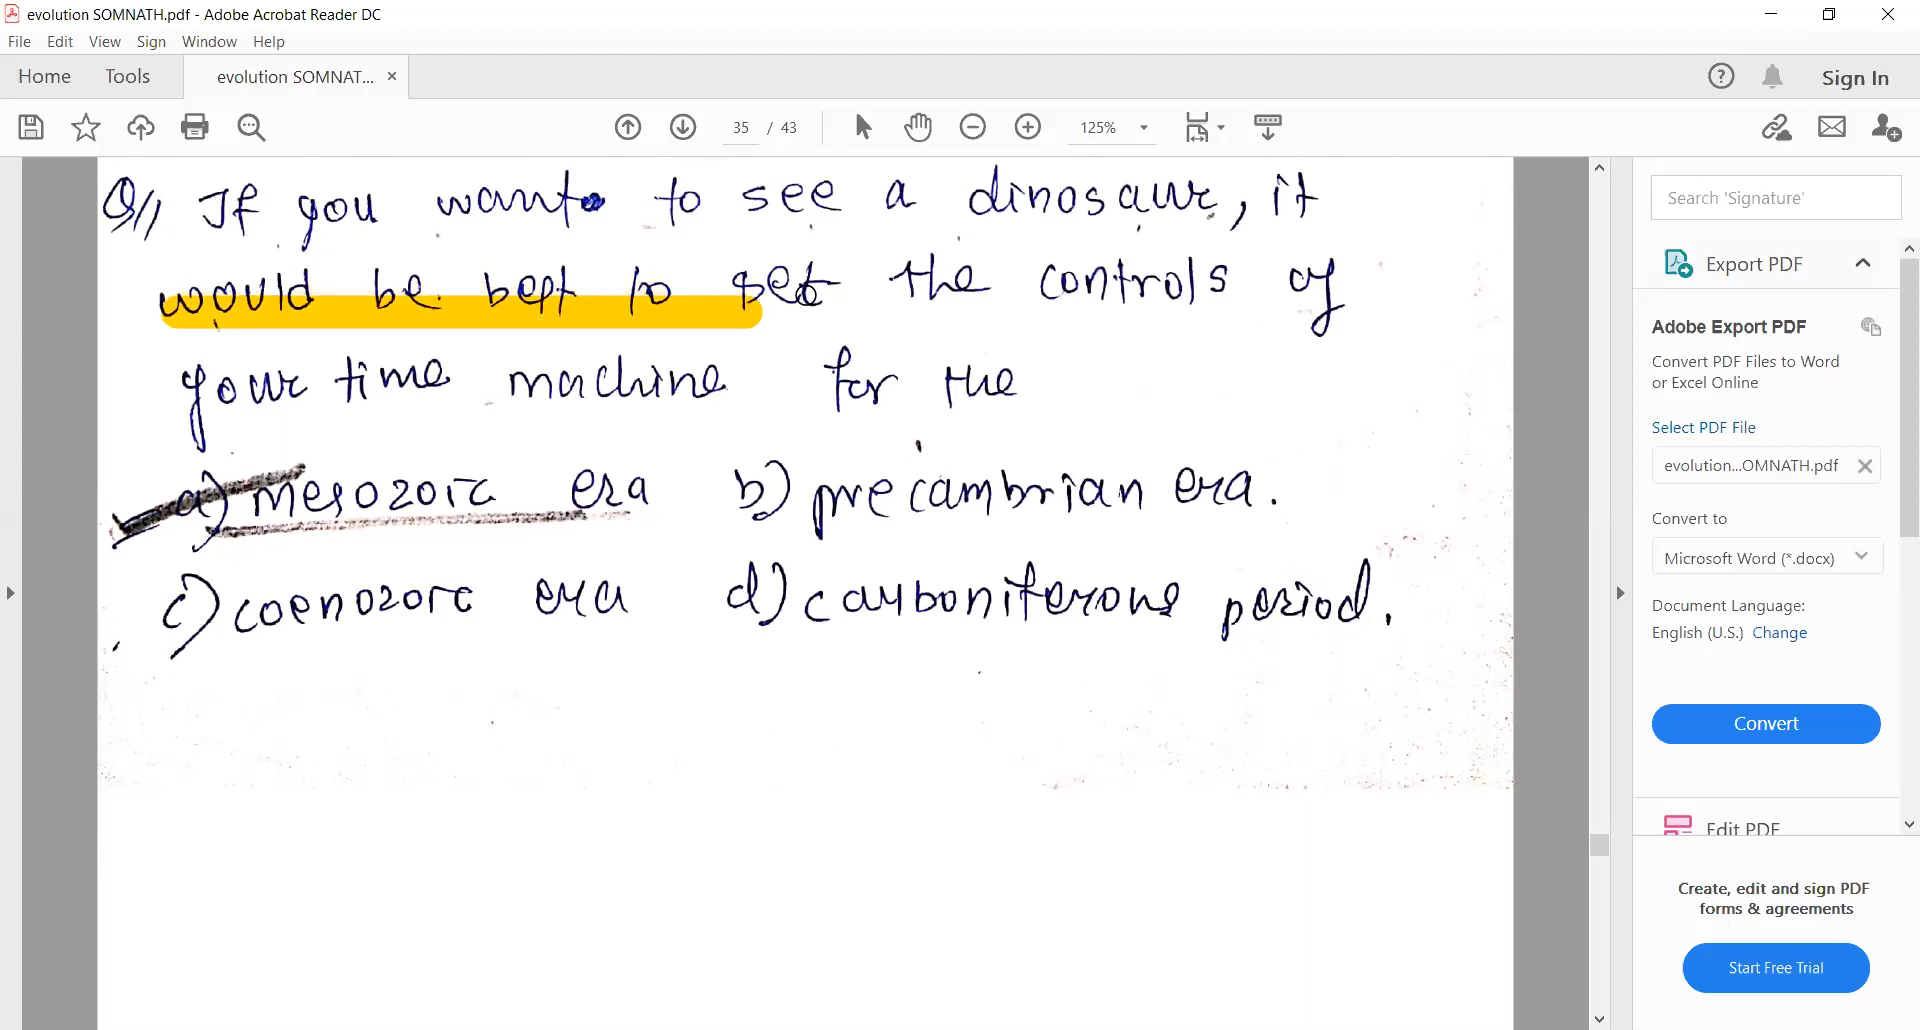 evolution SOMNATH.pdf - Adobe Acrobat Reader DC
File Edit View Sign Window Help
Home Tools evolution SOMNAT... × Sign In
35 / 43 125%
Q// If you want to see a dinosaur, it
would be best to set the controls of
your time machine for the
a) mesozoic era b) precambrian era.
c) coenozoic era d) carboniferous period.
Search 'Signature'
Export PDF
Adobe Export PDF
Convert PDF Files to Word
or Excel Online
Select PDF File
evolution...OMNATH.pdf
Convert to
Microsoft Word (*.docx)
Document Language:
English (U.S.) Change
Convert
Edit PDF
Create, edit and sign PDF
forms & agreements
Start Free Trial